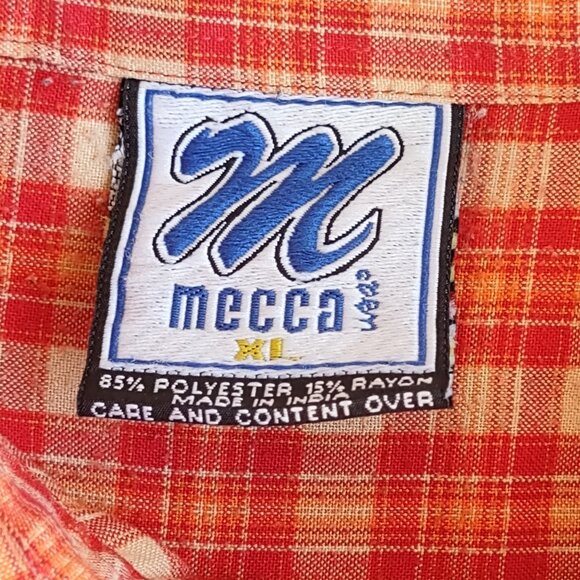 m
mecca
USA
XL
85% POLYESTER 15% RAYON
MADE IN INDIA
CARE AND CONTENT OVER